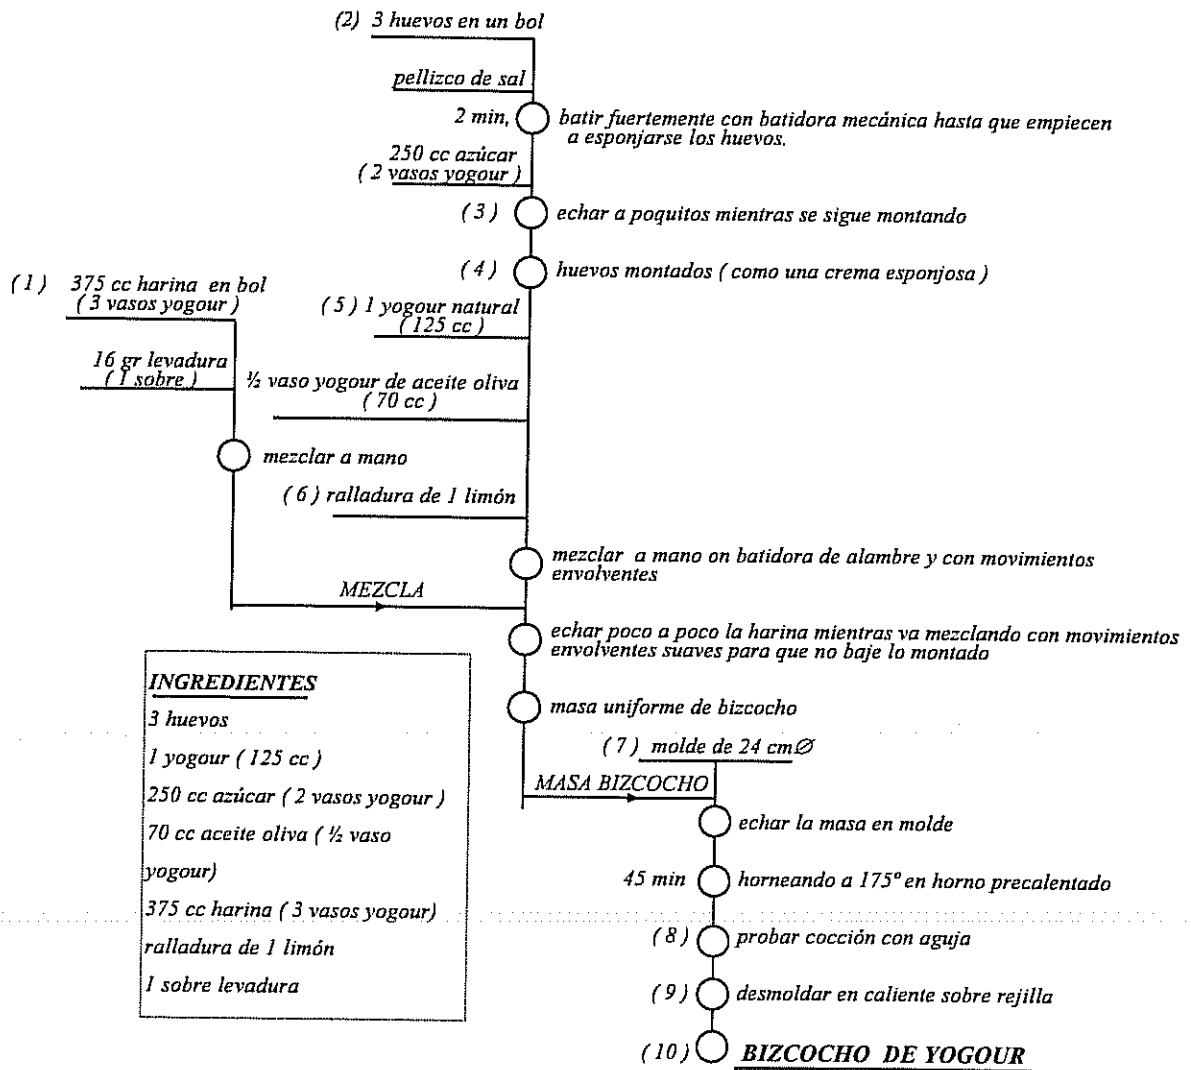 (2) 3 huevos en un bol
pellizco de sal
2 min,
batir fuertemente con batidora mecánica hasta que empiecen
a esponjarse los huevos.
250 cc azúcar
( 2 vasos yogour )
(3)
echar a poquitos mientras se sigue montando
(4)
huevos montados ( como una crema esponjosa )
(1) 375 cc harina en bol
( 3 vasos yogour )
(5) 1 yogour natural
( 125 cc )
16 gr levadura
( 1 sobre )
½ vaso yogour de aceite oliva
( 70 cc )
mezclar a mano
(6) ralladura de 1 limón
mezclar a mano on batidora de alambre y con movimientos
envolventes
MEZCLA
echar poco a poco la harina mientras va mezclando con movimientos
envolventes suaves para que no baje lo montado
masa uniforme de bizcocho
(7) molde de 24 cm∅
MASA BIZCOCHO
echar la masa en molde
45 min
horneando a 175º en horno precalentado
(8)
probar cocción con aguja
(9)
desmoldar en caliente sobre rejilla
(10)
BIZCOCHO DE YOGOUR
INGREDIENTES
3 huevos
1 yogour ( 125 cc )
250 cc azúcar ( 2 vasos yogour )
70 cc aceite oliva ( ½ vaso
yogour)
375 cc harina ( 3 vasos yogour)
ralladura de 1 limón
1 sobre levadura